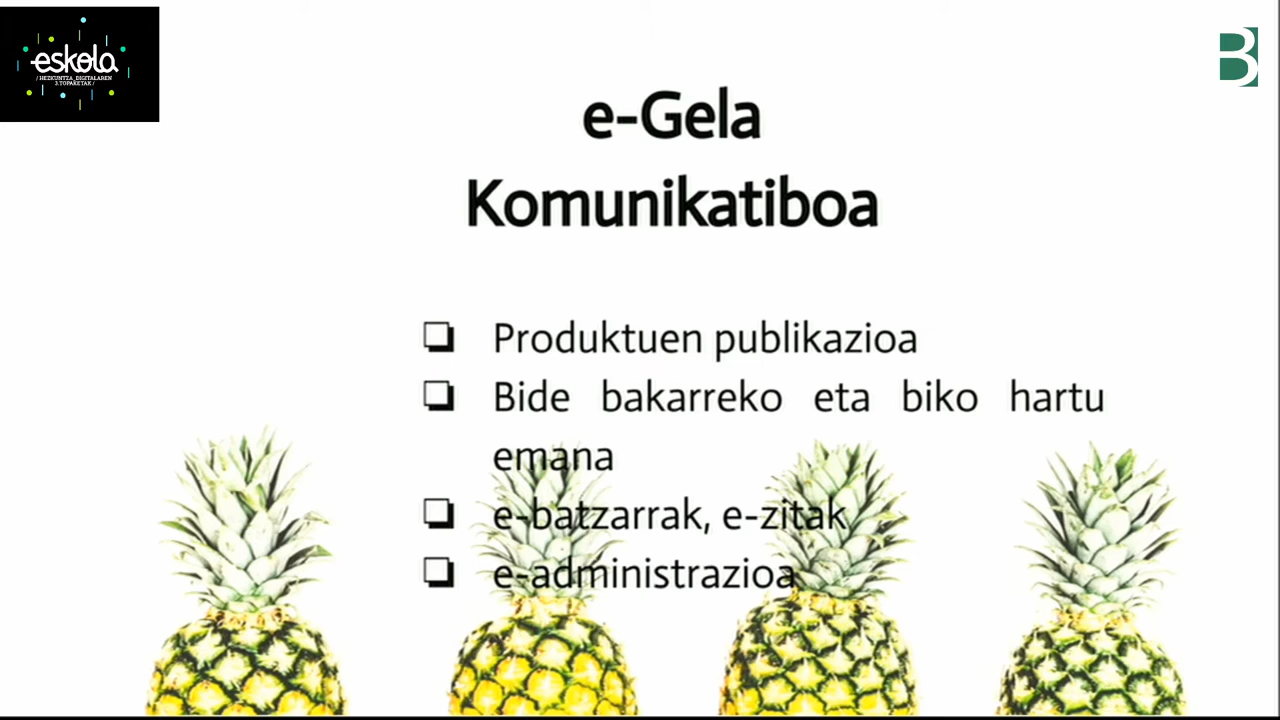 eskola
/ HEZKUNTZA_DIGITALAREN
3.TOPAKETAK /
B
e-Gela
Komunikatiboa
❏ Produktuen publikazioa
❏ Bide bakarreko eta biko hartu
emana
❏ e-batzarrak, e-zitak
❏ e-administrazioa